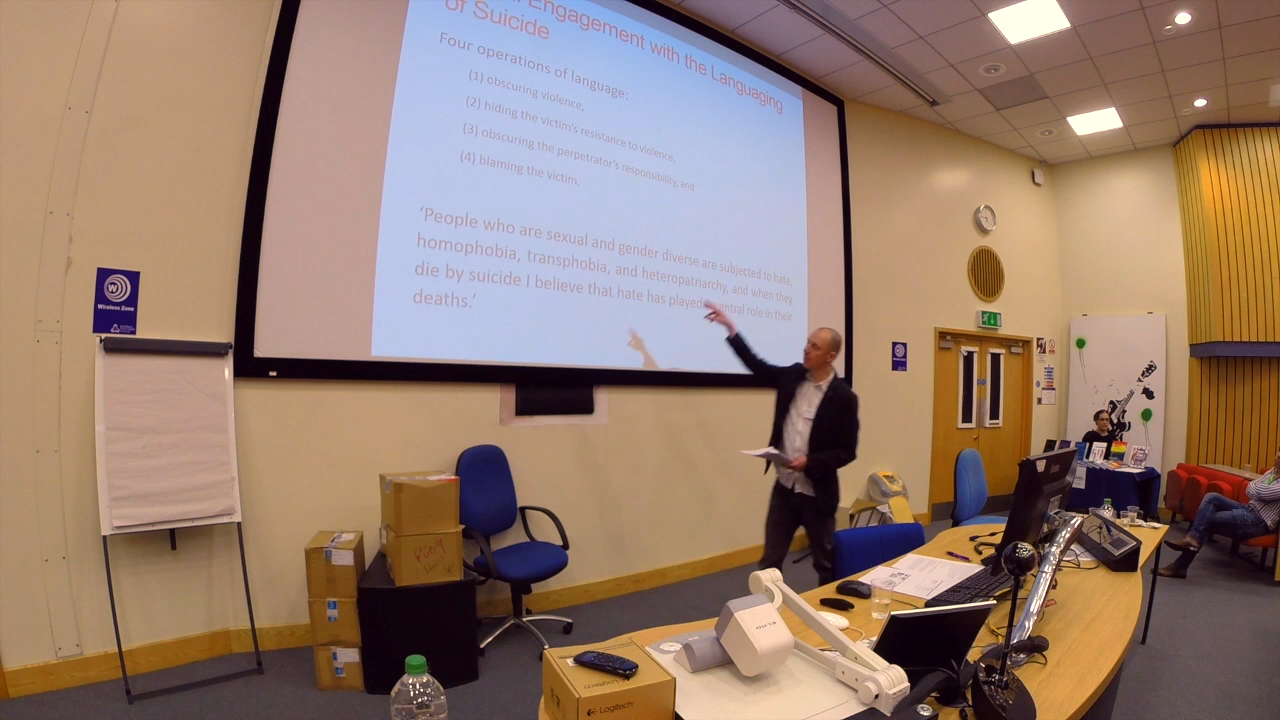 Engagement with the Languaging
of Suicide
Four operations of language:
(1) obscuring violence,
(2) hiding the victim's resistance to violence,
(3) obscuring the perpetrator's responsibility, and
(4) blaming the victim.
'People who are sexual and gender diverse are subjected to hate,
homophobia, transphobia, and heteropatriarchy, and when they
die by suicide I believe that hate has played central role in their
deaths.'
W
Wireless Zone
ELMO
Logitech